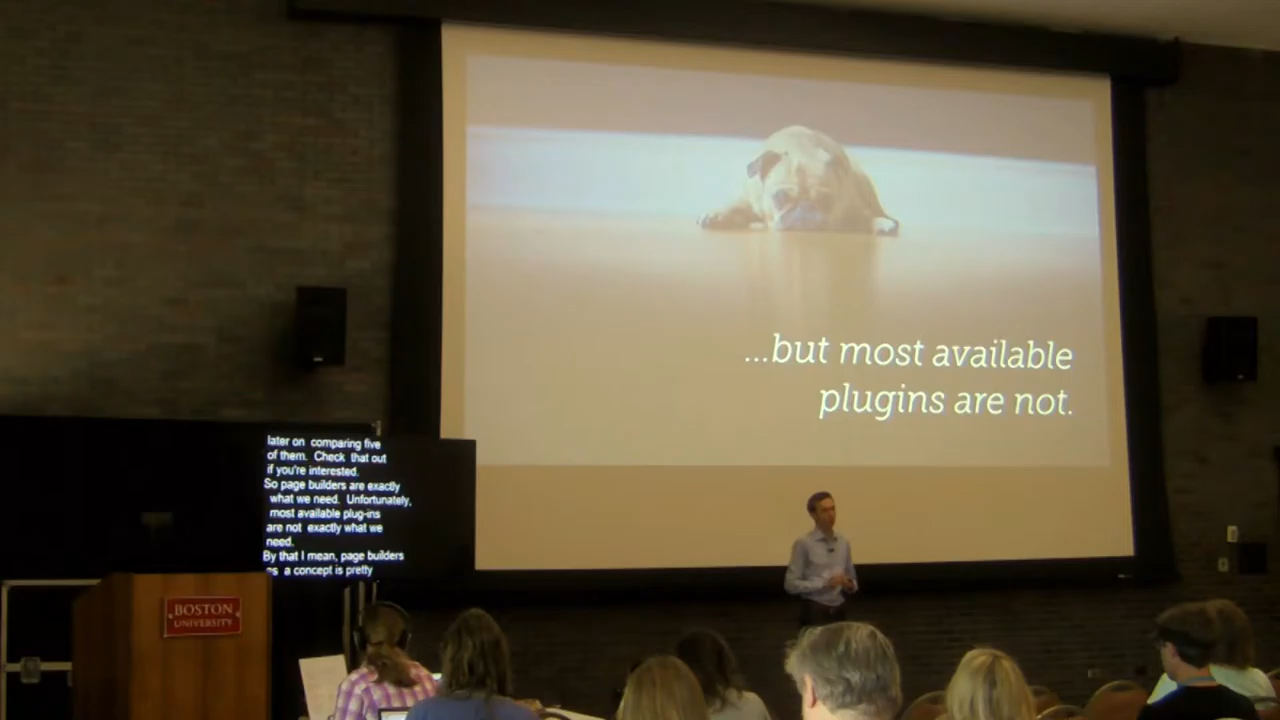 ...but most available
plugins are not.
later on comparing five
of them. Check that out
if you're interested.
So page builders are exactly
what we need. Unfortunately,
most available plug-ins
are not exactly what we
need.
By that I mean, page builders
as a concept is pretty
BOSTON
UNIVERSITY